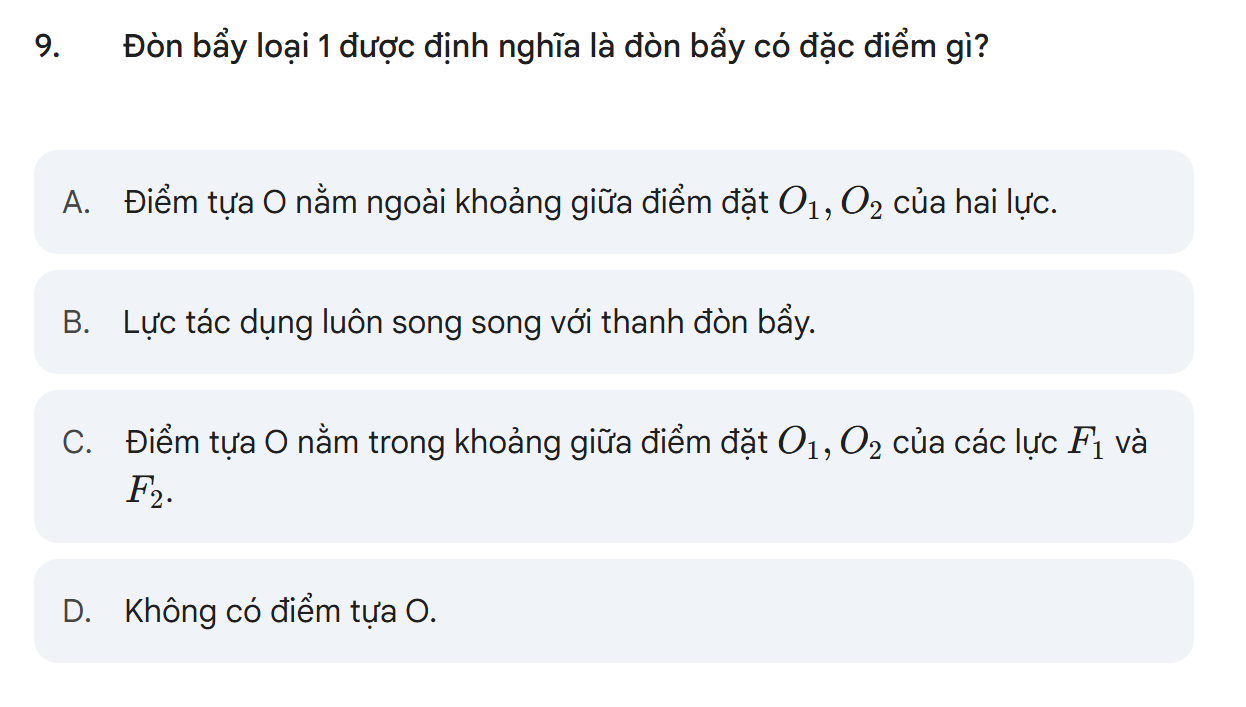 9. Đòn bẩy loại 1 được định nghĩa là đòn bẩy có đặc điểm gì?
A. Điểm tựa O nằm ngoài khoảng giữa điểm đặt O₁, O₂ của hai lực.
B. Lực tác dụng luôn song song với thanh đòn bẩy.
C. Điểm tựa O nằm trong khoảng giữa điểm đặt O₁, O₂ của các lực F₁ và
F₂.
D. Không có điểm tựa O.